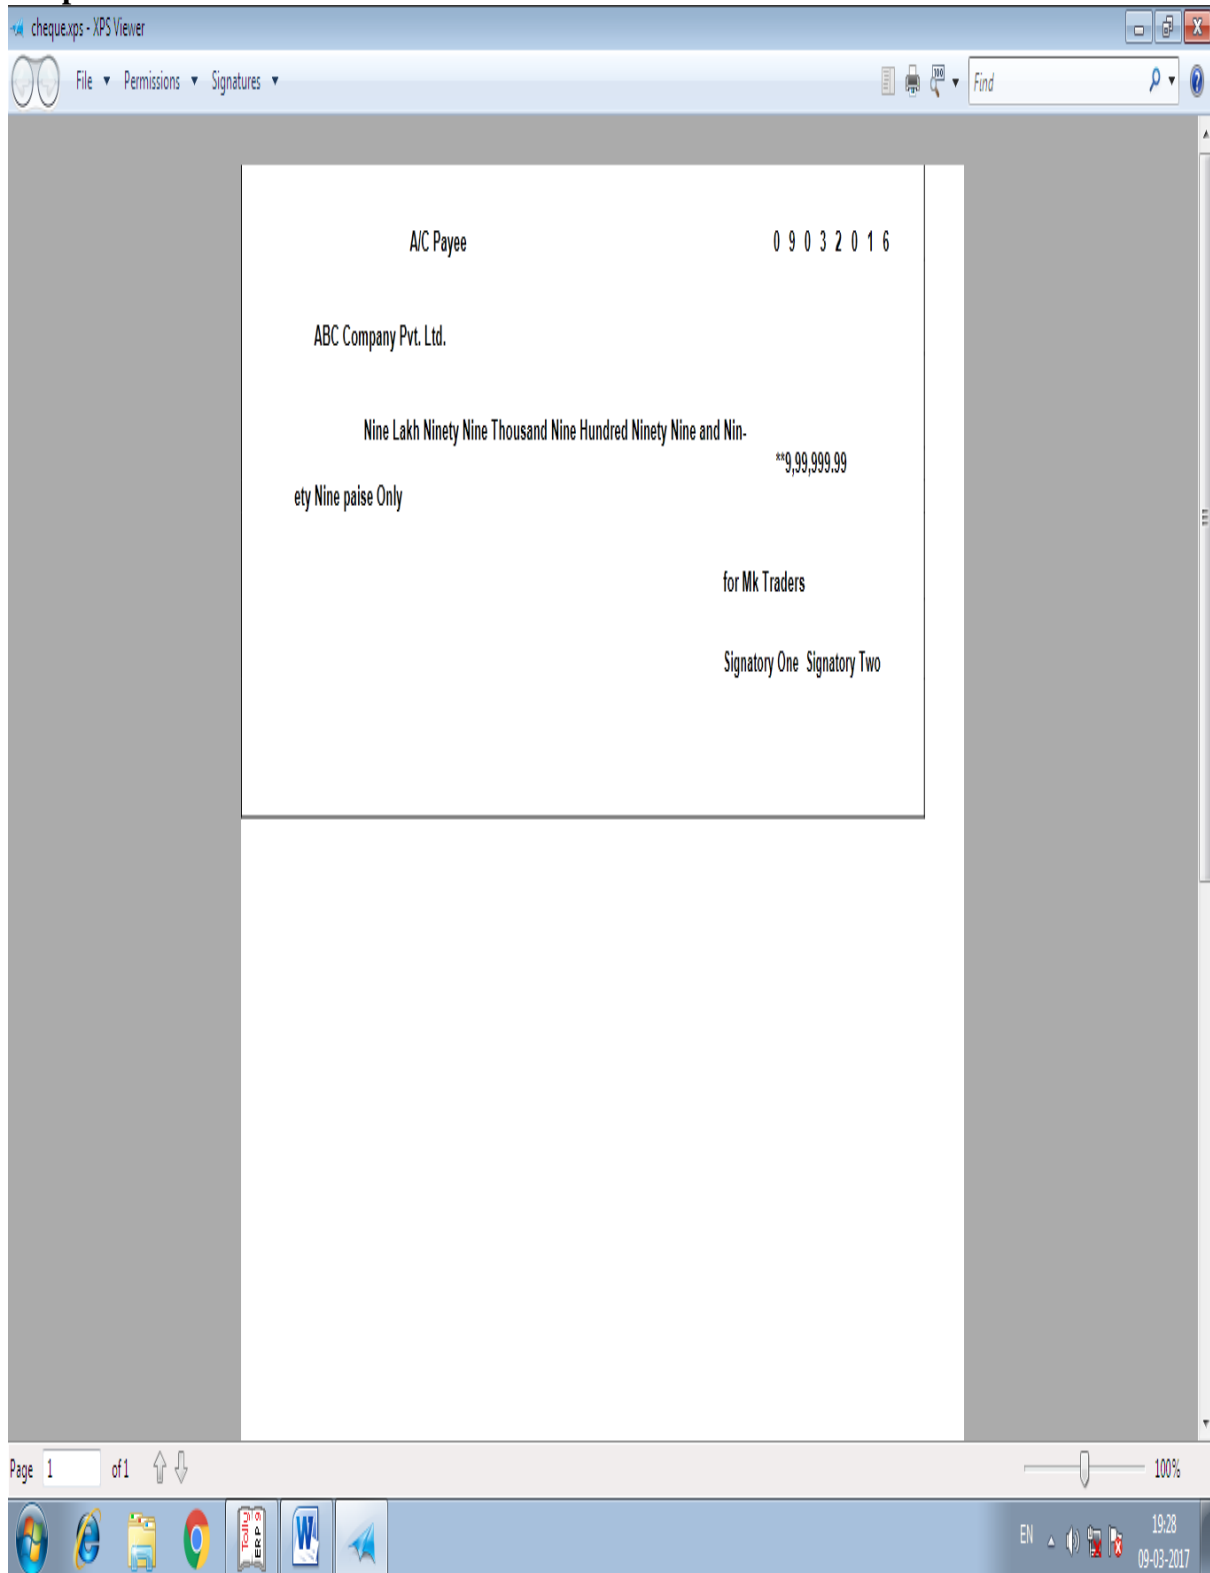 cheque.xps - XPS Viewer
File Permissions Signatures Find
A/C Payee 0 9 0 3 2 0 1 6
ABC Company Pvt. Ltd.
Nine Lakh Ninety Nine Thousand Nine Hundred Ninety Nine and Nin-
**9,99,999.99
ety Nine paise Only
for Mk Traders
Signatory One Signatory Two
Page 1 of 1 100%
Tally ERP 9
EN 19:28
09-03-2017